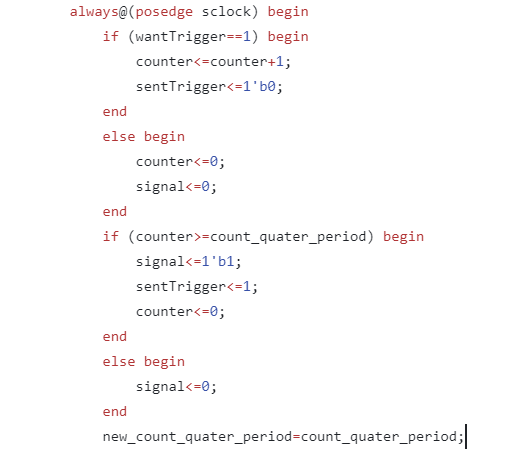 always@(posedge sclock) begin
if (wantTrigger==1) begin
counter<=counter+1;
sentTrigger<=1'b0;
end
else begin
counter<=0;
signal<=0;
end
if (counter>=count_quater_period) begin
signal<=1'b1;
sentTrigger<=1;
counter<=0;
end
else begin
signal<=0;
end
new_count_quater_period=count_quater_period;